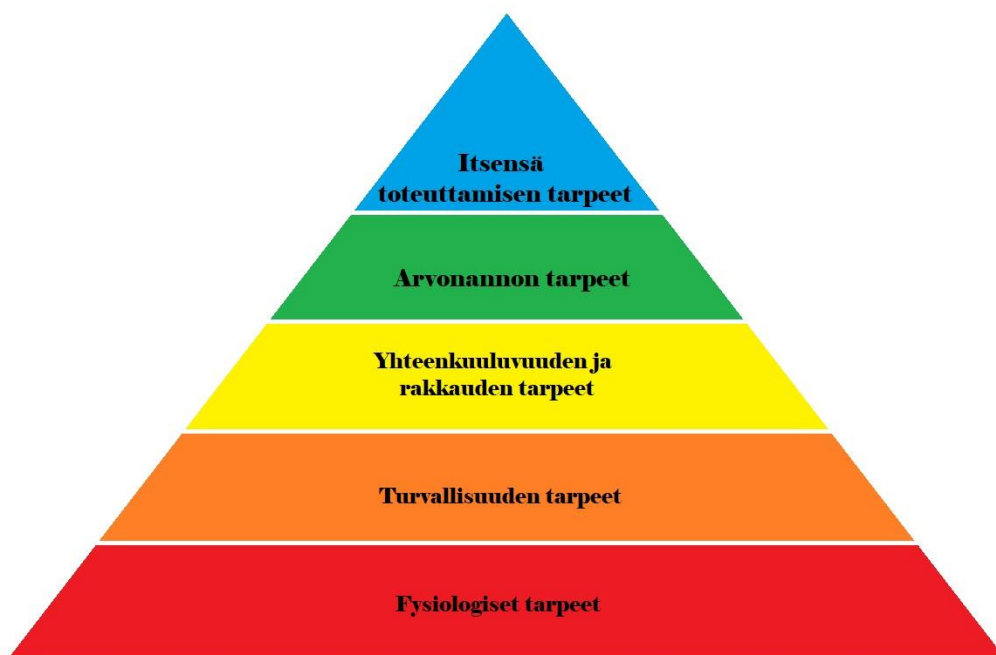 Itsensä
toteuttamisen tarpeet
Arvonannon tarpeet
Yhteenkuuluvuuden ja
rakkauden tarpeet
Turvallisuuden tarpeet
Fysiologiset tarpeet